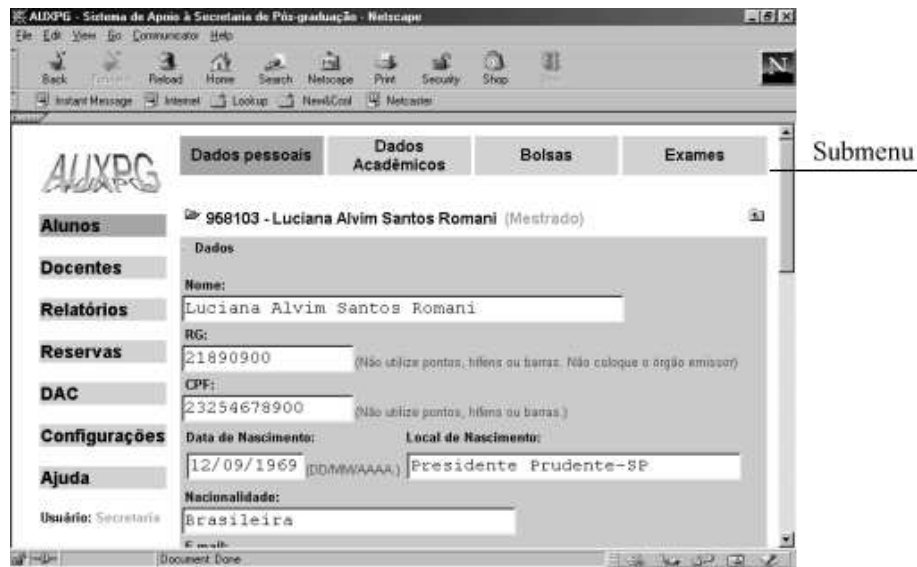 AUXPG - Sistema de Apoio à Secretaria de Pós-graduação - Netscape
File Edit View Go Communicator Help
Back Reload Home Search Netscape Print Security Shop
Instant Message Internet Lookup New&Cool Netcaster
AUXPG
Dados pessoais
Dados
Acadêmicos
Bolsas
Exames
Submenu
968103 - Luciana Alvim Santos Romani (Mestrado)
Alunos
Docentes
Relatórios
Reservas
DAC
Configurações
Ajuda
Usuário: Secretaria
Dados
Nome:
Luciana Alvim Santos Romani
RG:
21890900 (Não utilize pontos, hífens ou barras. Não coloque o órgão emissor)
CPF:
23254678900 (Não utilize pontos, hífens ou barras.)
Data de Nascimento: Local de Nascimento:
12/09/1969 (DD/MM/AAAA.) Presidente Prudente-SP
Nacionalidade:
Brasileira
E-mail:
Document Done